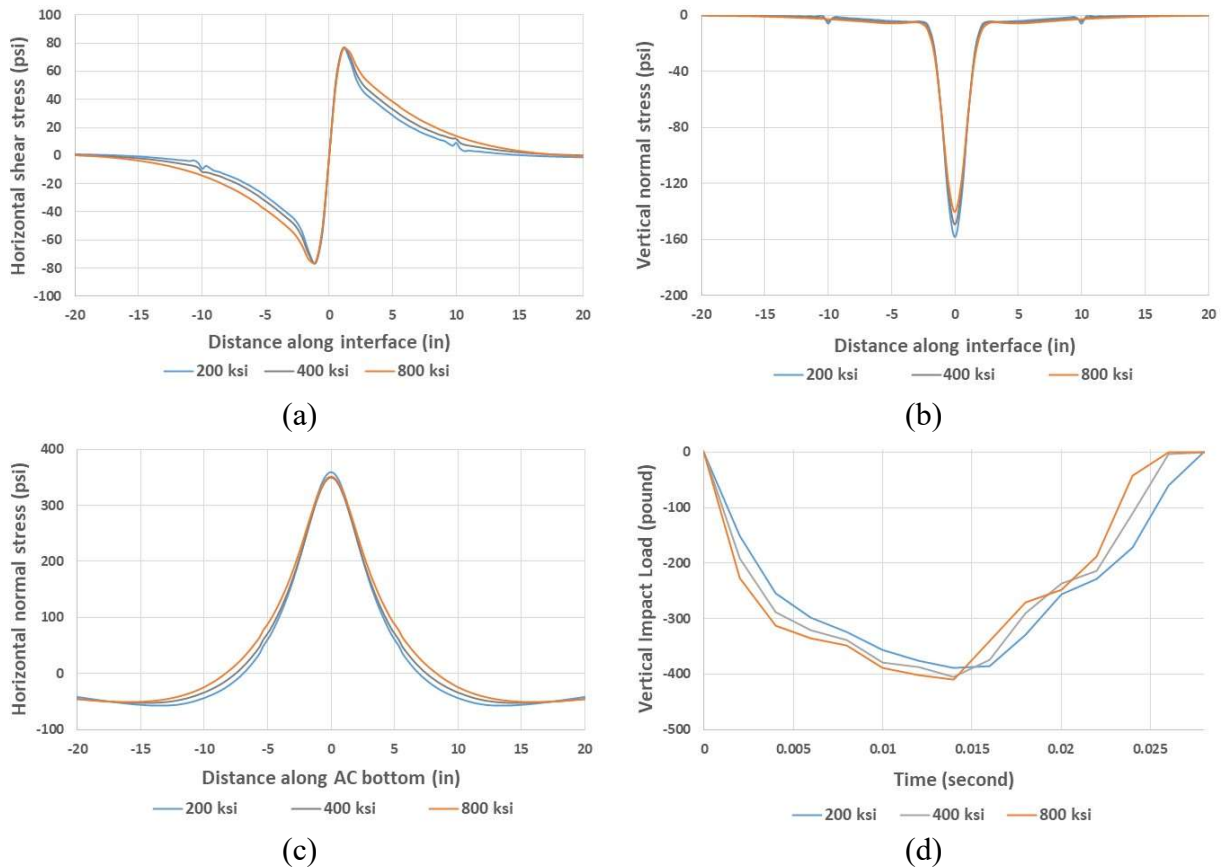 Horizontal shear stress (psi)
100
80
60
40
20
0
-20
-40
-60
-80
-100
-20 -15 -10 -5 0 5 10 15 20
Distance along interface (in)
200 ksi 400 ksi 800 ksi
(a)
Vertical normal stress (psi)
0
-40
-80
-120
-160
-200
-20 -15 -10 -5 0 5 10 15 20
Distance along interface (in)
200 ksi 400 ksi 800 ksi
(b)
Horizontal normal stress (psi)
400
300
200
100
0
-100
-20 -15 -10 -5 0 5 10 15 20
Distance along AC bottom (in)
200 ksi 400 ksi 800 ksi
(c)
Vertical Impact Load (pound)
0
-100
-200
-300
-400
-500
0 0.005 0.01 0.015 0.02 0.025
Time (second)
200 ksi 400 ksi 800 ksi
(d)